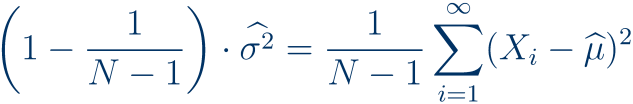 $\left(1 - \frac{1}{N-1}\right) \cdot \widehat{\sigma^2} = \frac{1}{N-1} \sum_{i=1}^{\infty} (X_i - \widehat{\mu})^2$